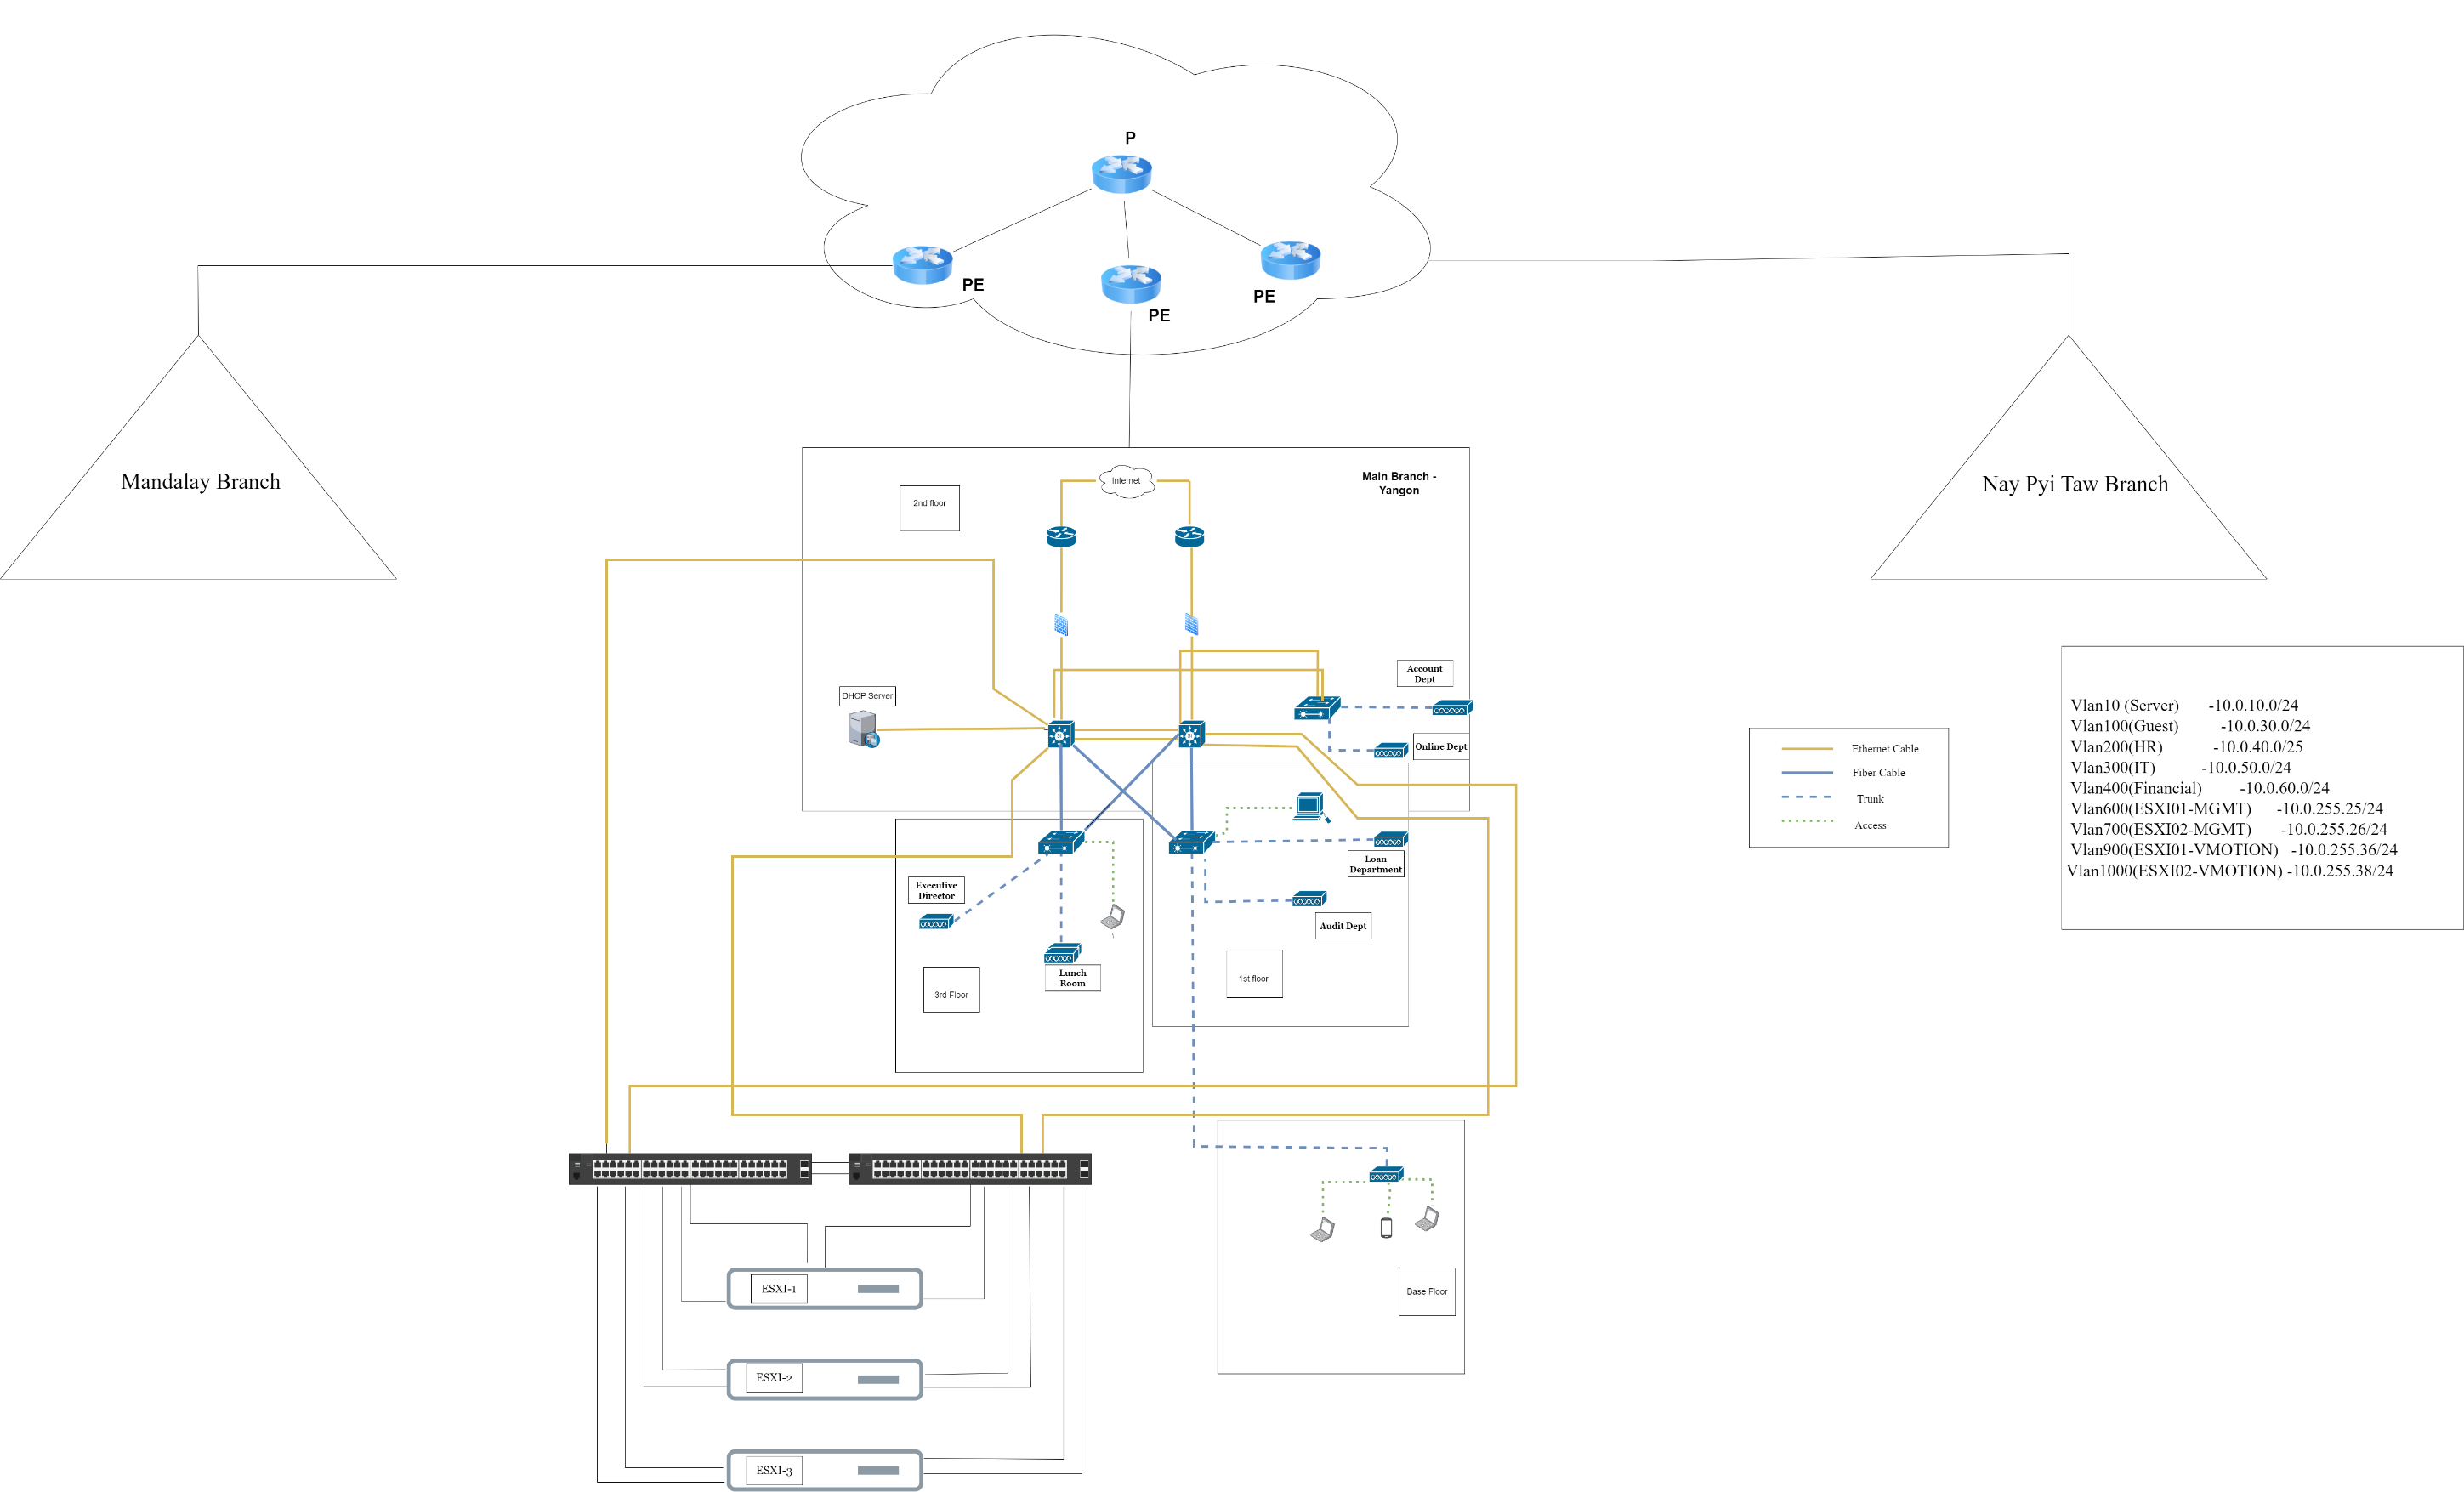 P
PE
PE
PE
Mandalay Branch
Nay Pyi Taw Branch
Main Branch -
Yangon
Internet
2nd floor
Account
Dept
DHCP Server
Online Dept
Vlan10 (Server) -10.0.10.0/24
Vlan100(Guest) -10.0.30.0/24
Vlan200(HR) -10.0.40.0/25
Vlan300(IT) -10.0.50.0/24
Vlan400(Financial) -10.0.60.0/24
Vlan600(ESXI01-MGMT) -10.0.255.25/24
Vlan700(ESXI02-MGMT) -10.0.255.26/24
Vlan900(ESXI01-VMOTION) -10.0.255.36/24
Vlan1000(ESXI02-VMOTION) -10.0.255.38/24
Ethernet Cable
Fiber Cable
Trunk
Access
Loan
Department
Executive
Director
Audit Dept
Lunch
Room
3rd Floor
1st floor
ESXI-1
Base Floor
ESXI-2
ESXI-3